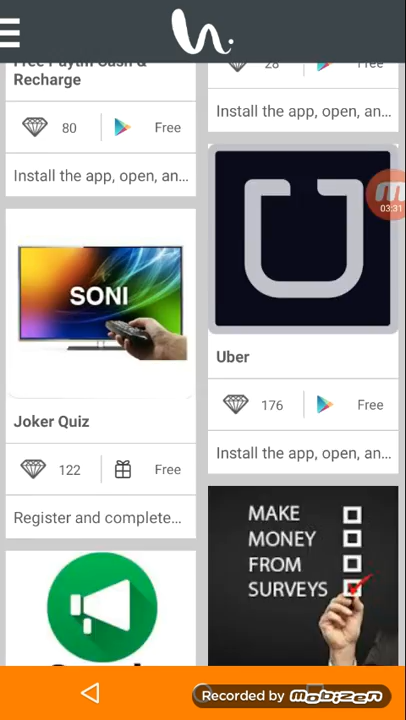 Free Paytm Cash &
Recharge
80
Free
Install the app, open, an...
SONI
Joker Quiz
122
Free
Register and complete...
28
Free
Install the app, open, an...
03:31
Uber
176
Free
Install the app, open, an...
MAKE
MONEY
FROM
SURVEYS
Recorded by Mobizen